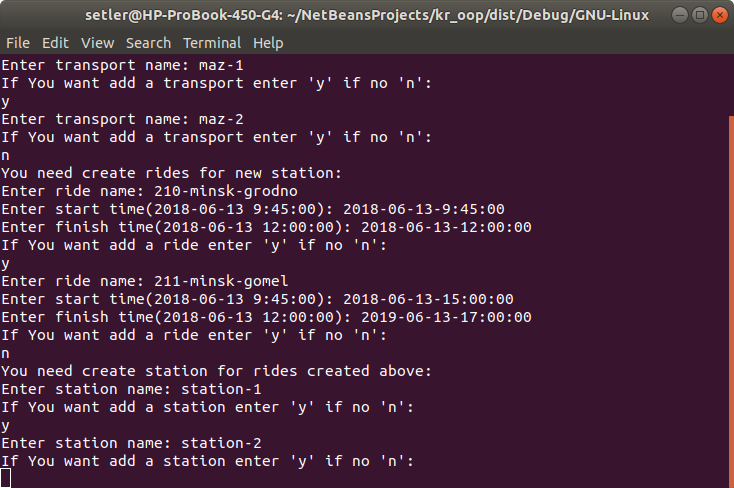 setler@HP-ProBook-450-G4: ~/NetBeansProjects/kr_oop/dist/Debug/GNU-Linux
File Edit View Search Terminal Help
Enter transport name: maz-1
If You want add a transport enter 'y' if no 'n':
y
Enter transport name: maz-2
If You want add a transport enter 'y' if no 'n':
n
You need create rides for new station:
Enter ride name: 210-minsk-grodno
Enter start time(2018-06-13 9:45:00): 2018-06-13-9:45:00
Enter finish time(2018-06-13 12:00:00): 2018-06-13-12:00:00
If You want add a ride enter 'y' if no 'n':
y
Enter ride name: 211-minsk-gomel
Enter start time(2018-06-13 9:45:00): 2018-06-13-15:00:00
Enter finish time(2018-06-13 12:00:00): 2019-06-13-17:00:00
If You want add a ride enter 'y' if no 'n':
n
You need create station for rides created above:
Enter station name: station-1
If You want add a station enter 'y' if no 'n':
y
Enter station name: station-2
If You want add a station enter 'y' if no 'n':